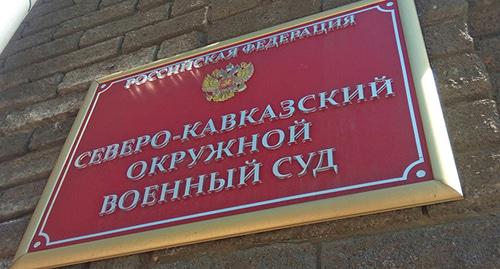 РОССИЙСКАЯ ФЕДЕРАЦИЯ
СЕВЕРО-КАВКАЗСКИЙ
ОКРУЖНОЙ
ВОЕННЫЙ СУД